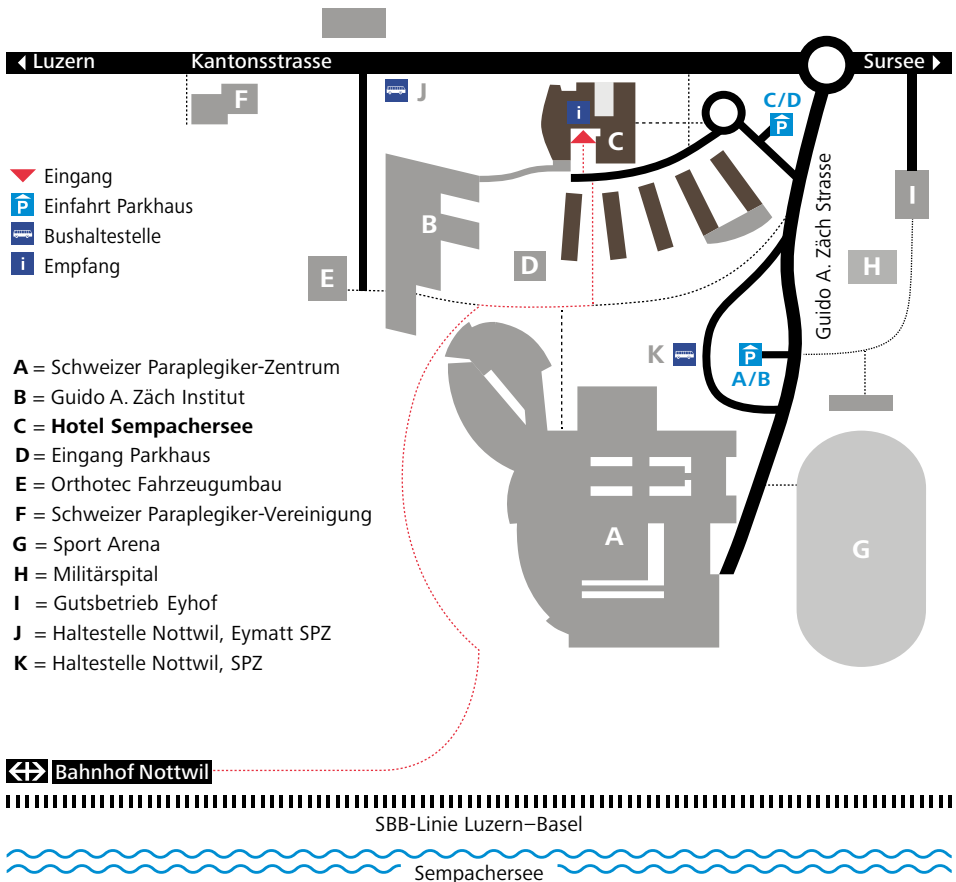 Luzern
Kantonsstrasse
Sursee
F
J
i
C
C/D
P
Eingang
P Einfahrt Parkhaus
Bushaltestelle
i Empfang
Guido A. Zäch Strasse
I
B
D
E
H
K
P
A/B
A = Schweizer Paraplegiker-Zentrum
B = Guido A. Zäch Institut
C = Hotel Sempachersee
D = Eingang Parkhaus
E = Orthotec Fahrzeugumbau
F = Schweizer Paraplegiker-Vereinigung
G = Sport Arena
H = Militärspital
I = Gutsbetrieb Eyhof
J = Haltestelle Nottwil, Eymatt SPZ
K = Haltestelle Nottwil, SPZ
A
G
Bahnhof Nottwil
SBB-Linie Luzern–Basel
Sempachersee